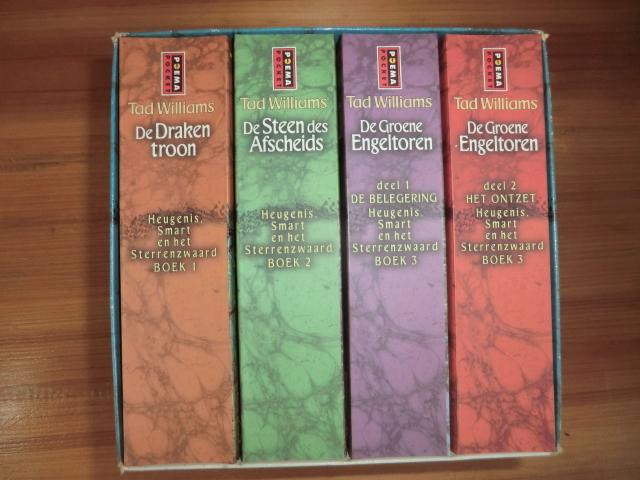 POEMA
POCKET
Tad Williams
De Draken
troon
Heugenis,
Smart
en het
Sterrenzwaard
BOEK 1
POEMA
POCKET
Tad Williams
De Steen des
Afscheids
Heugenis,
Smart
en het
Sterrenzwaard
BOEK 2
POEMA
POCKET
Tad Williams
De Groene
Engeltoren
deel 1
DE BELEGERING
Heugenis,
Smart
en het
Sterrenzwaard
BOEK 3
POEMA
POCKET
Tad Williams
De Groene
Engeltoren
deel 2
HET ONTZET
Heugenis,
Smart
en het
Sterrenzwaard
BOEK 3